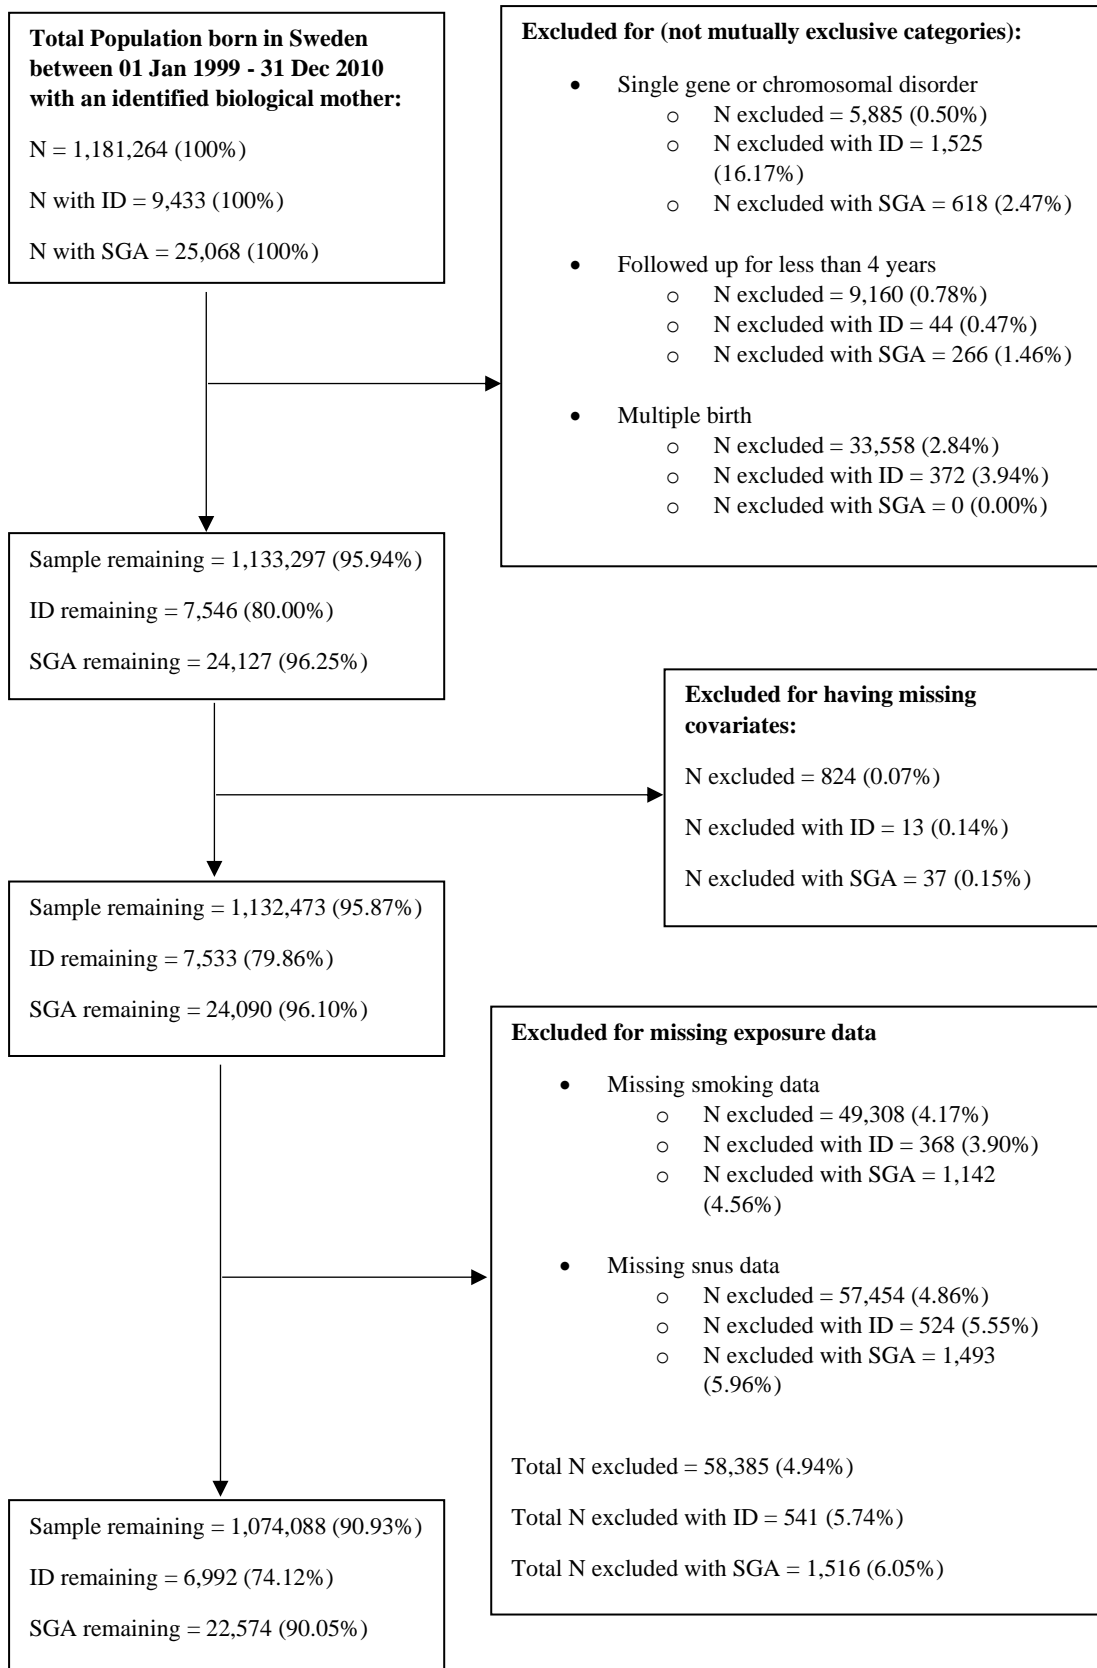 Total Population born in Sweden
between 01 Jan 1999 - 31 Dec 2010
with an identified biological mother:
N = 1,181,264 (100%)
N with ID = 9,433 (100%)
N with SGA = 25,068 (100%)
Excluded for (not mutually exclusive categories):
• Single gene or chromosomal disorder
o N excluded = 5,885 (0.50%)
o N excluded with ID = 1,525
(16.17%)
o N excluded with SGA = 618 (2.47%)
• Followed up for less than 4 years
o N excluded = 9,160 (0.78%)
o N excluded with ID = 44 (0.47%)
o N excluded with SGA = 266 (1.46%)
• Multiple birth
o N excluded = 33,558 (2.84%)
o N excluded with ID = 372 (3.94%)
o N excluded with SGA = 0 (0.00%)
Sample remaining = 1,133,297 (95.94%)
ID remaining = 7,546 (80.00%)
SGA remaining = 24,127 (96.25%)
Excluded for having missing
covariates:
N excluded = 824 (0.07%)
N excluded with ID = 13 (0.14%)
N excluded with SGA = 37 (0.15%)
Sample remaining = 1,132,473 (95.87%)
ID remaining = 7,533 (79.86%)
SGA remaining = 24,090 (96.10%)
Excluded for missing exposure data
• Missing smoking data
o N excluded = 49,308 (4.17%)
o N excluded with ID = 368 (3.90%)
o N excluded with SGA = 1,142
(4.56%)
• Missing snus data
o N excluded = 57,454 (4.86%)
o N excluded with ID = 524 (5.55%)
o N excluded with SGA = 1,493
(5.96%)
Total N excluded = 58,385 (4.94%)
Total N excluded with ID = 541 (5.74%)
Total N excluded with SGA = 1,516 (6.05%)
Sample remaining = 1,074,088 (90.93%)
ID remaining = 6,992 (74.12%)
SGA remaining = 22,574 (90.05%)